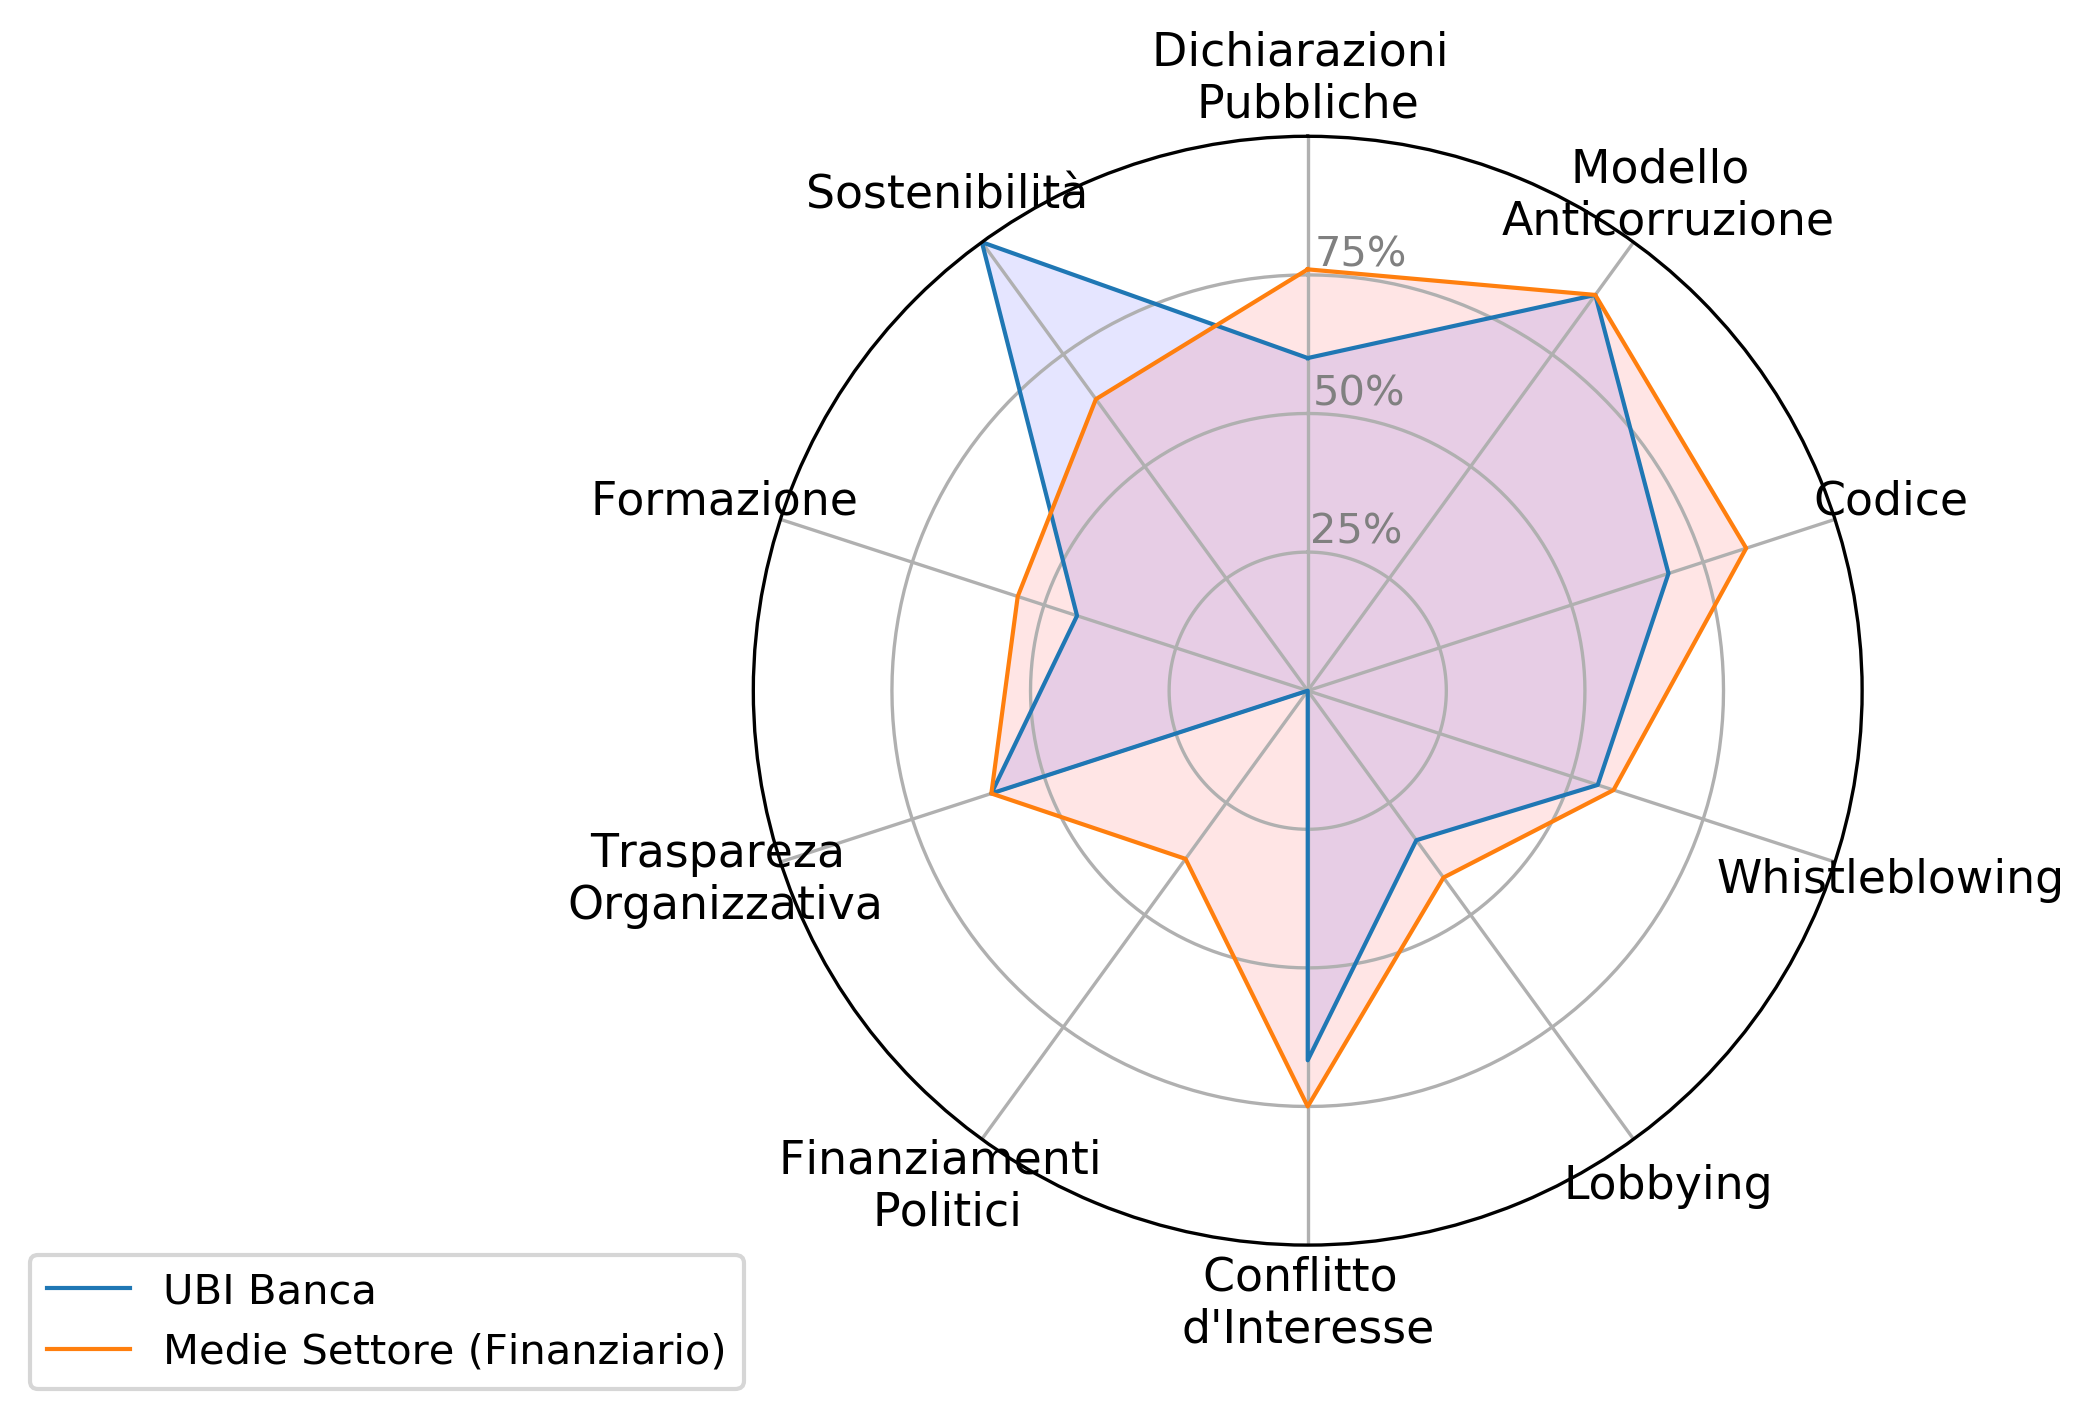 Dichiarazioni
Pubbliche
Modello
Anticorruzione
Sostenibilità
75%
50%
Formazione
Codice
25%
Traspareza
Organizzativa
Whistleblowing
Finanziamenti
Politici
Lobbying
Conflitto
d'Interesse
UBI Banca
Medie Settore (Finanziario)